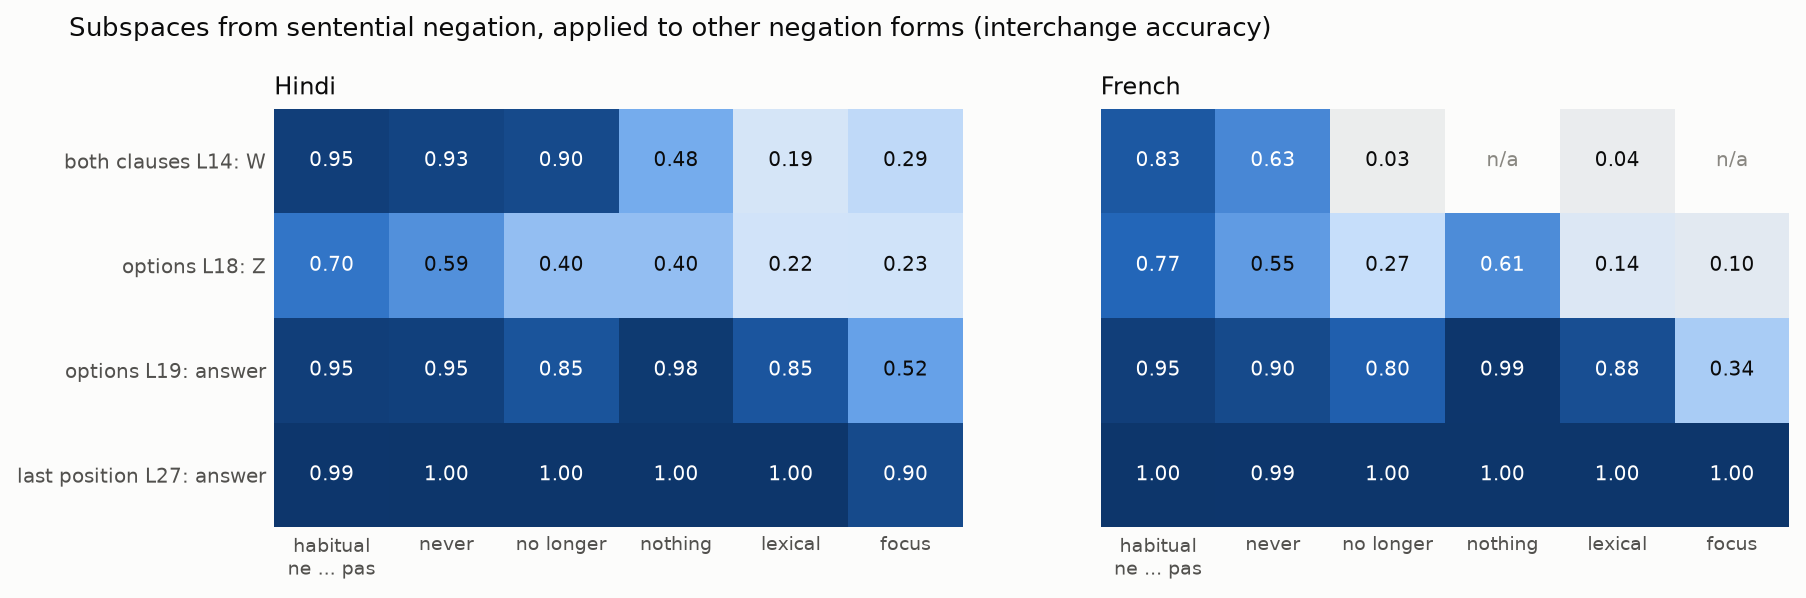 Subspaces from sentential negation, applied to other negation forms (interchange accuracy)
Hindi
French
both clauses L14: W
0.95 0.93 0.90 0.48 0.19 0.29
0.83 0.63 0.03 n/a 0.04 n/a
options L18: Z
0.70 0.59 0.40 0.40 0.22 0.23
0.77 0.55 0.27 0.61 0.14 0.10
options L19: answer
0.95 0.95 0.85 0.98 0.85 0.52
0.95 0.90 0.80 0.99 0.88 0.34
last position L27: answer
0.99 1.00 1.00 1.00 1.00 0.90
1.00 0.99 1.00 1.00 1.00 1.00
habitual never no longer nothing lexical focus
ne ... pas
habitual never no longer nothing lexical focus
ne ... pas